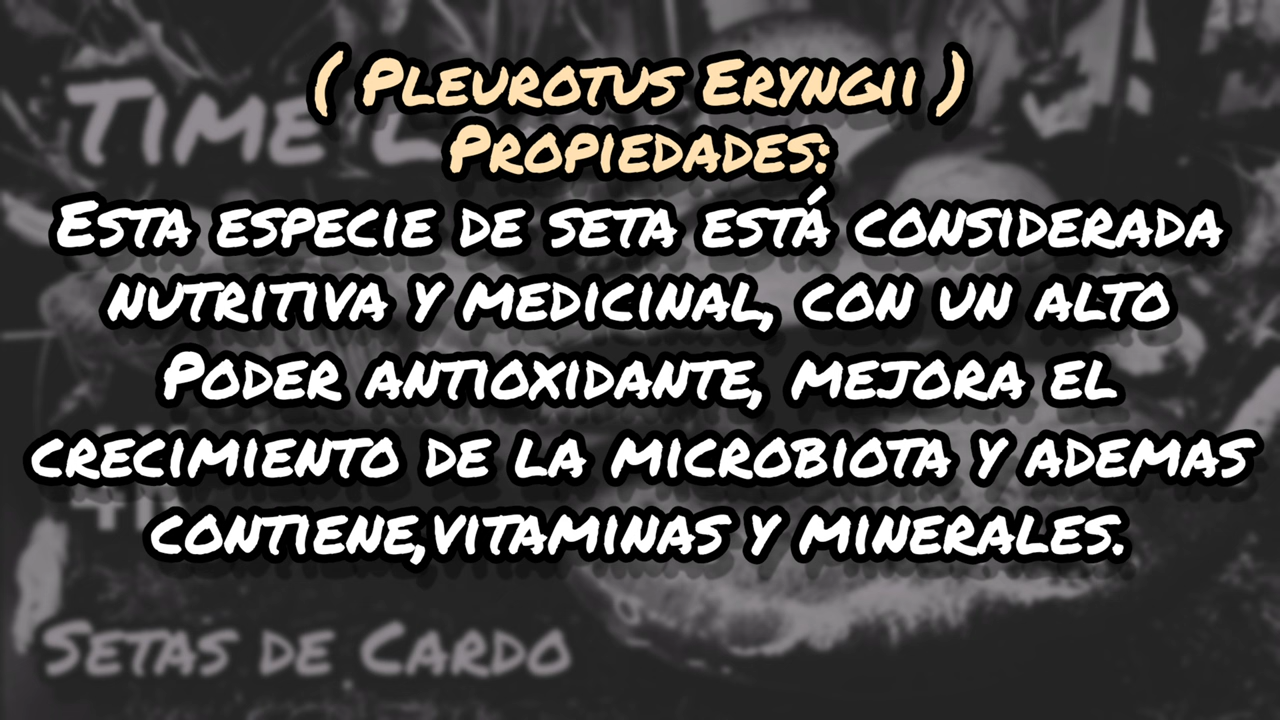 ( Pleurotus Eryngii )
Propiedades:
Esta especie de seta está considerada
nutritiva y medicinal, con un alto
Poder antioxidante, mejora el
crecimiento de la microbiota y ademas
contiene,vitaminas y minerales.
Time L
Setas de Cardo